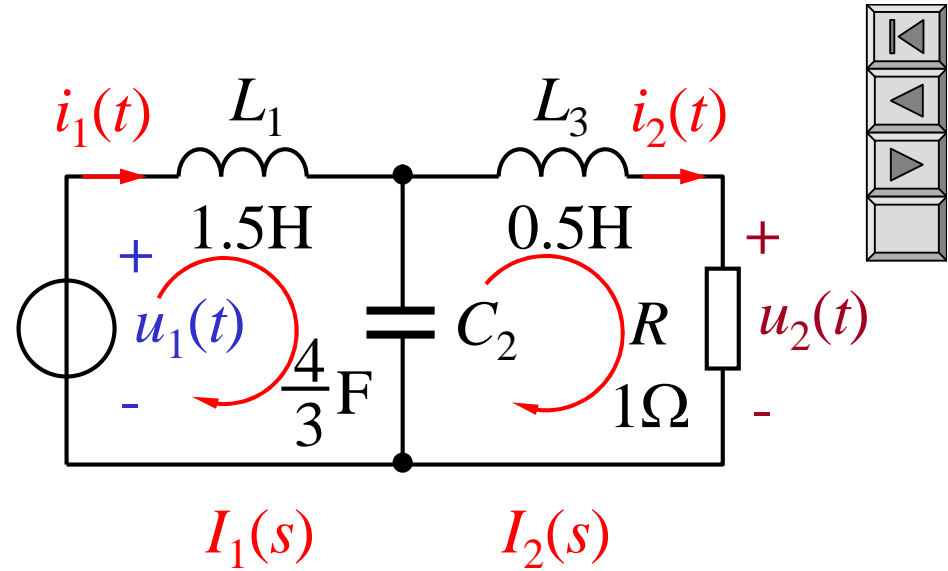 i₁(t) L₁ L₃ i₂(t)
1.5H 0.5H
+ +
u₁(t) C₂ R u₂(t)
4/3 F 1Ω
- -
I₁(s) I₂(s)